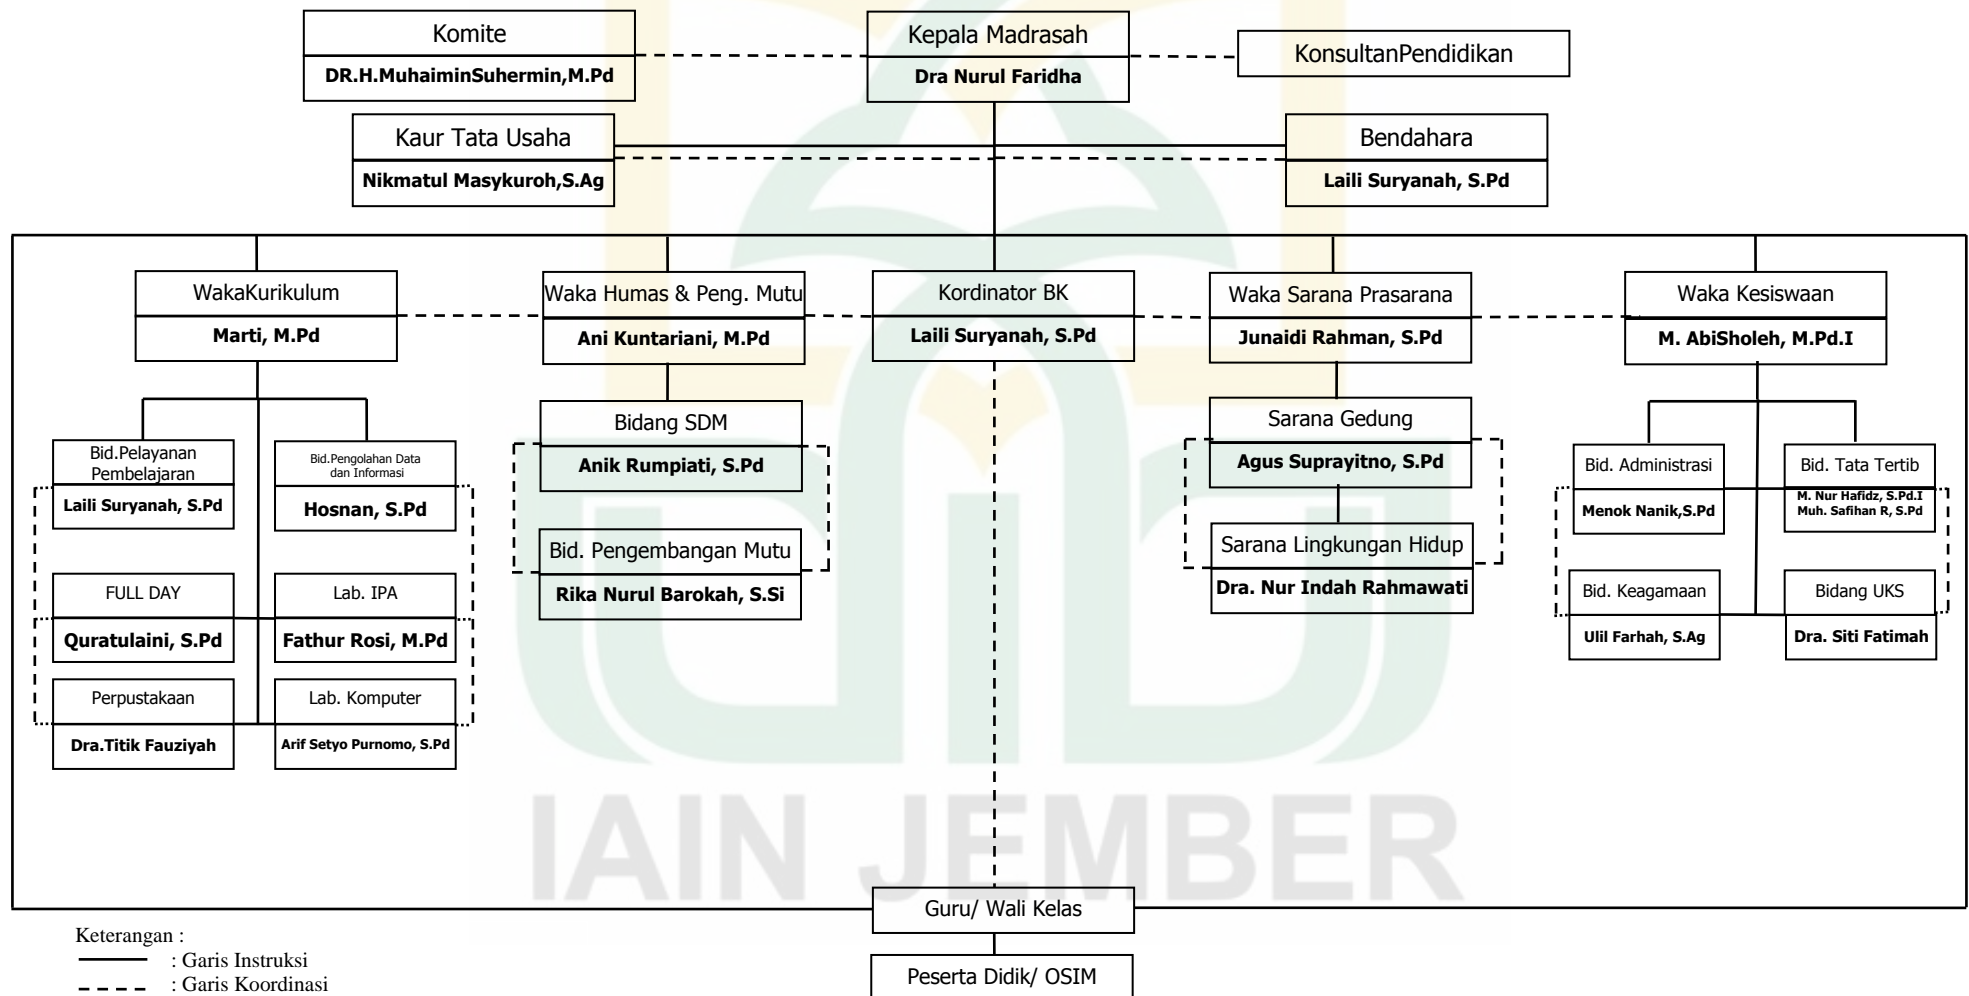 Komite
DR.H.MuhaiminSuhermin,M.Pd
Kepala Madrasah
Dra Nurul Faridha
KonsultanPendidikan
Kaur Tata Usaha
Nikmatul Masykuroh,S.Ag
Bendahara
Laili Suryanah, S.Pd
WakaKurikulum
Marti, M.Pd
Waka Humas & Peng. Mutu
Ani Kuntariani, M.Pd
Kordinator BK
Laili Suryanah, S.Pd
Waka Sarana Prasarana
Junaidi Rahman, S.Pd
Waka Kesiswaan
M. AbiSholeh, M.Pd.I
Bid.Pelayanan
Pembelajaran
Laili Suryanah, S.Pd
Bid.Pengolahan Data
dan Informasi
Hosnan, S.Pd
FULL DAY
Quratulaini, S.Pd
Lab. IPA
Fathur Rosi, M.Pd
Perpustakaan
Dra.Titik Fauziyah
Lab. Komputer
Arif Setyo Purnomo, S.Pd
Bidang SDM
Anik Rumpiati, S.Pd
Bid. Pengembangan Mutu
Rika Nurul Barokah, S.Si
Sarana Gedung
Agus Suprayitno, S.Pd
Sarana Lingkungan Hidup
Dra. Nur Indah Rahmawati
Bid. Administrasi
Menok Nanik,S.Pd
Bid. Tata Tertib
M. Nur Hafidz, S.Pd.I
Muh. Safihan R, S.Pd
Bid. Keagamaan
Ulil Farhah, S.Ag
Bidang UKS
Dra. Siti Fatimah
IAIN JEMBER
Guru/ Wali Kelas
Peserta Didik/ OSIM
Keterangan :
: Garis Instruksi
: Garis Koordinasi